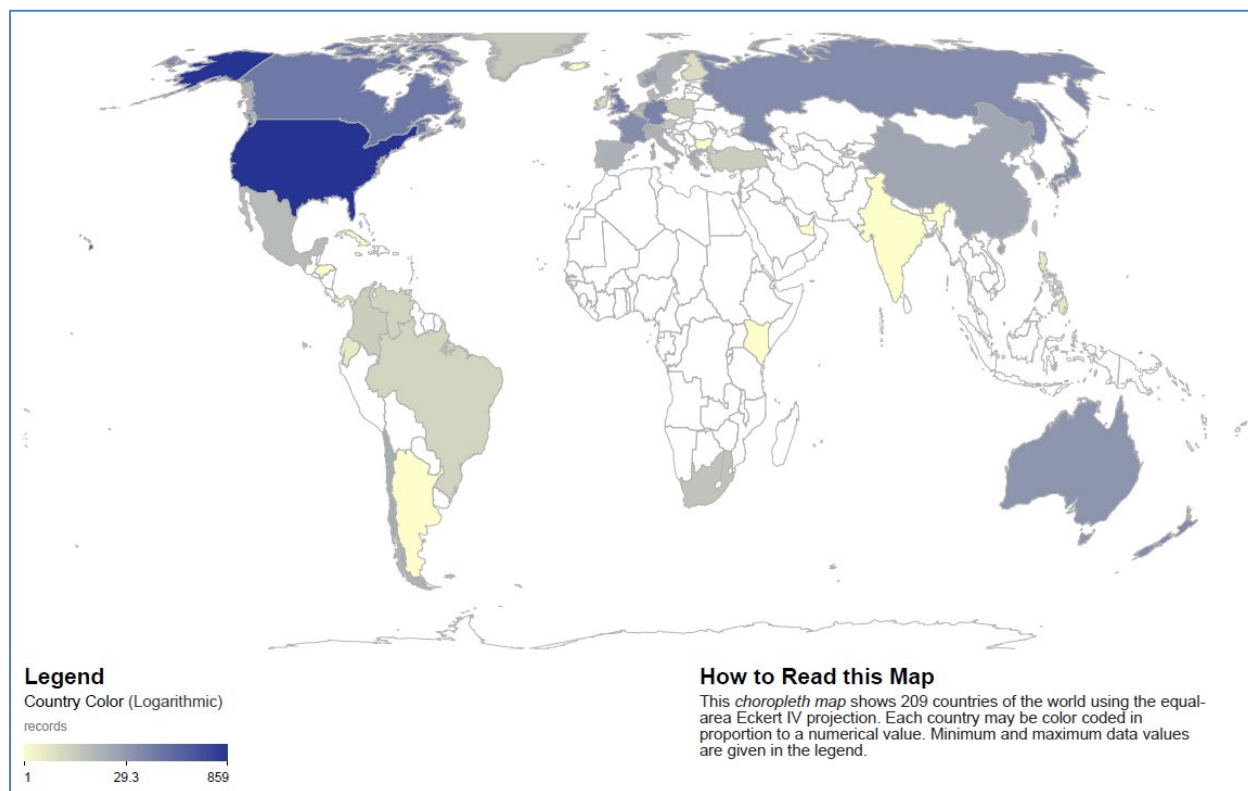 Legend
Country Color (Logarithmic)
records
1 29.3 859
How to Read this Map
This choropleth map shows 209 countries of the world using the equal-
area Eckert IV projection. Each country may be color coded in
proportion to a numerical value. Minimum and maximum data values
are given in the legend.